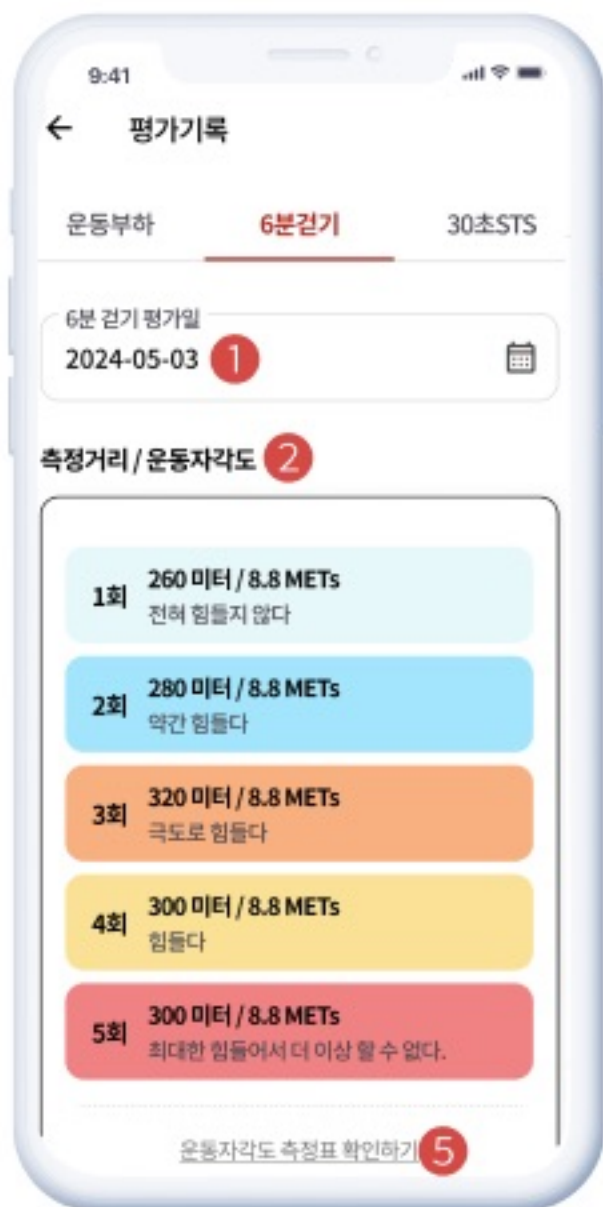 9:41
평가기록
운동부하 6분걷기 30초STS
6분 걷기 평가일
2024-05-03 1
측정거리 / 운동자각도 2
1회 260 미터 / 8.8 METs
전혀 힘들지 않다
2회 280 미터 / 8.8 METs
약간 힘들다
3회 320 미터 / 8.8 METs
극도로 힘들다
4회 300 미터 / 8.8 METs
힘들다
5회 300 미터 / 8.8 METs
최대한 힘들어서 더 이상 할 수 없다.
운동자각도 측정표 확인하기 5